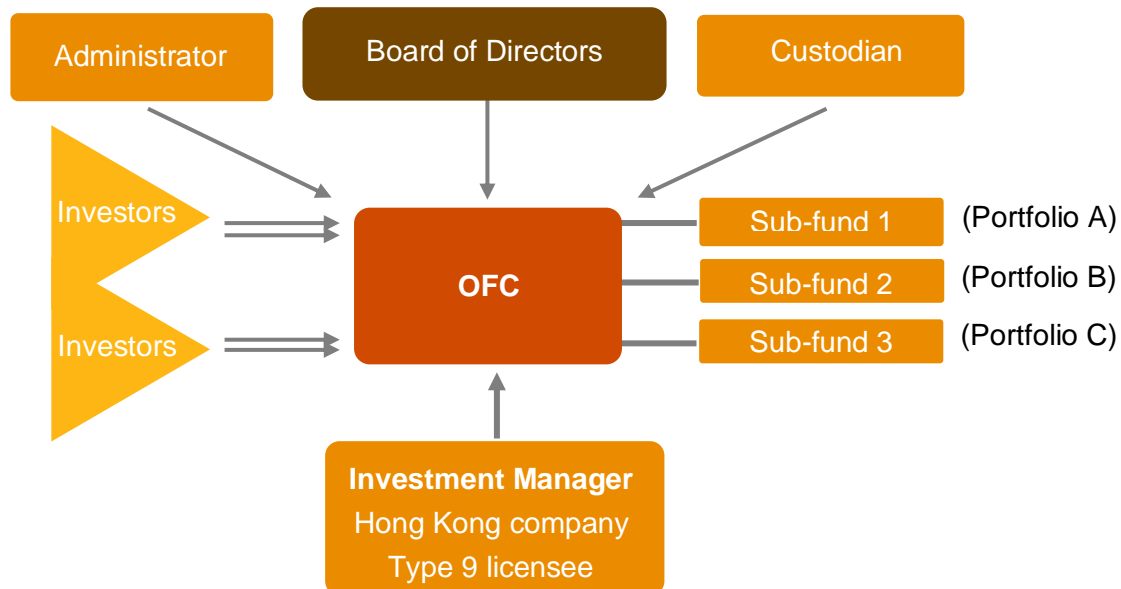 Administrator
Board of Directors
Custodian
Investors
Sub-fund 1
(Portfolio A)
OFC
Sub-fund 2
(Portfolio B)
Investors
Sub-fund 3
(Portfolio C)
Investment Manager
Hong Kong company
Type 9 licensee